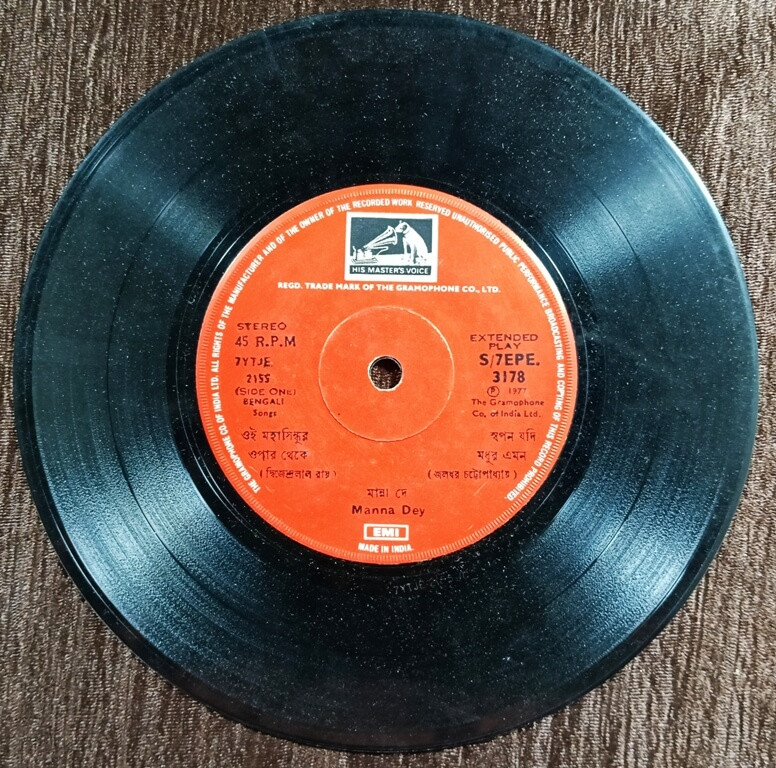 THE GRAMOPHONE CO. OF INDIA LTD. ALL RIGHTS OF THE MANUFACTURER AND OF THE OWNER OF THE RECORDED WORK RESERVED UNAUTHORISED PUBLIC PERFORMANCE BROADCASTING AND COPYING OF THIS RECORD PROHIBITED.
HIS MASTER'S VOICE
REGD. TRADE MARK OF THE GRAMOPHONE CO., LTD.
STEREO
45 R.P.M
7Y7JE.
2155
(SIDE ONE)
BENGALI
Songs
EXTENDED
PLAY
S/7EPE.
3178
Ⓟ 1977
The Gramophone
Co, of India Ltd.
ওই মহাসিন্ধুর
ওপার থেকে
( দ্বিজেন্দ্রলাল রায় )
স্বপন যদি
মধুর এমন
( জলধর চট্টোপাধ্যায় )
মান্না দে
Manna Dey
EMI
MADE IN INDIA.
7Y7JE